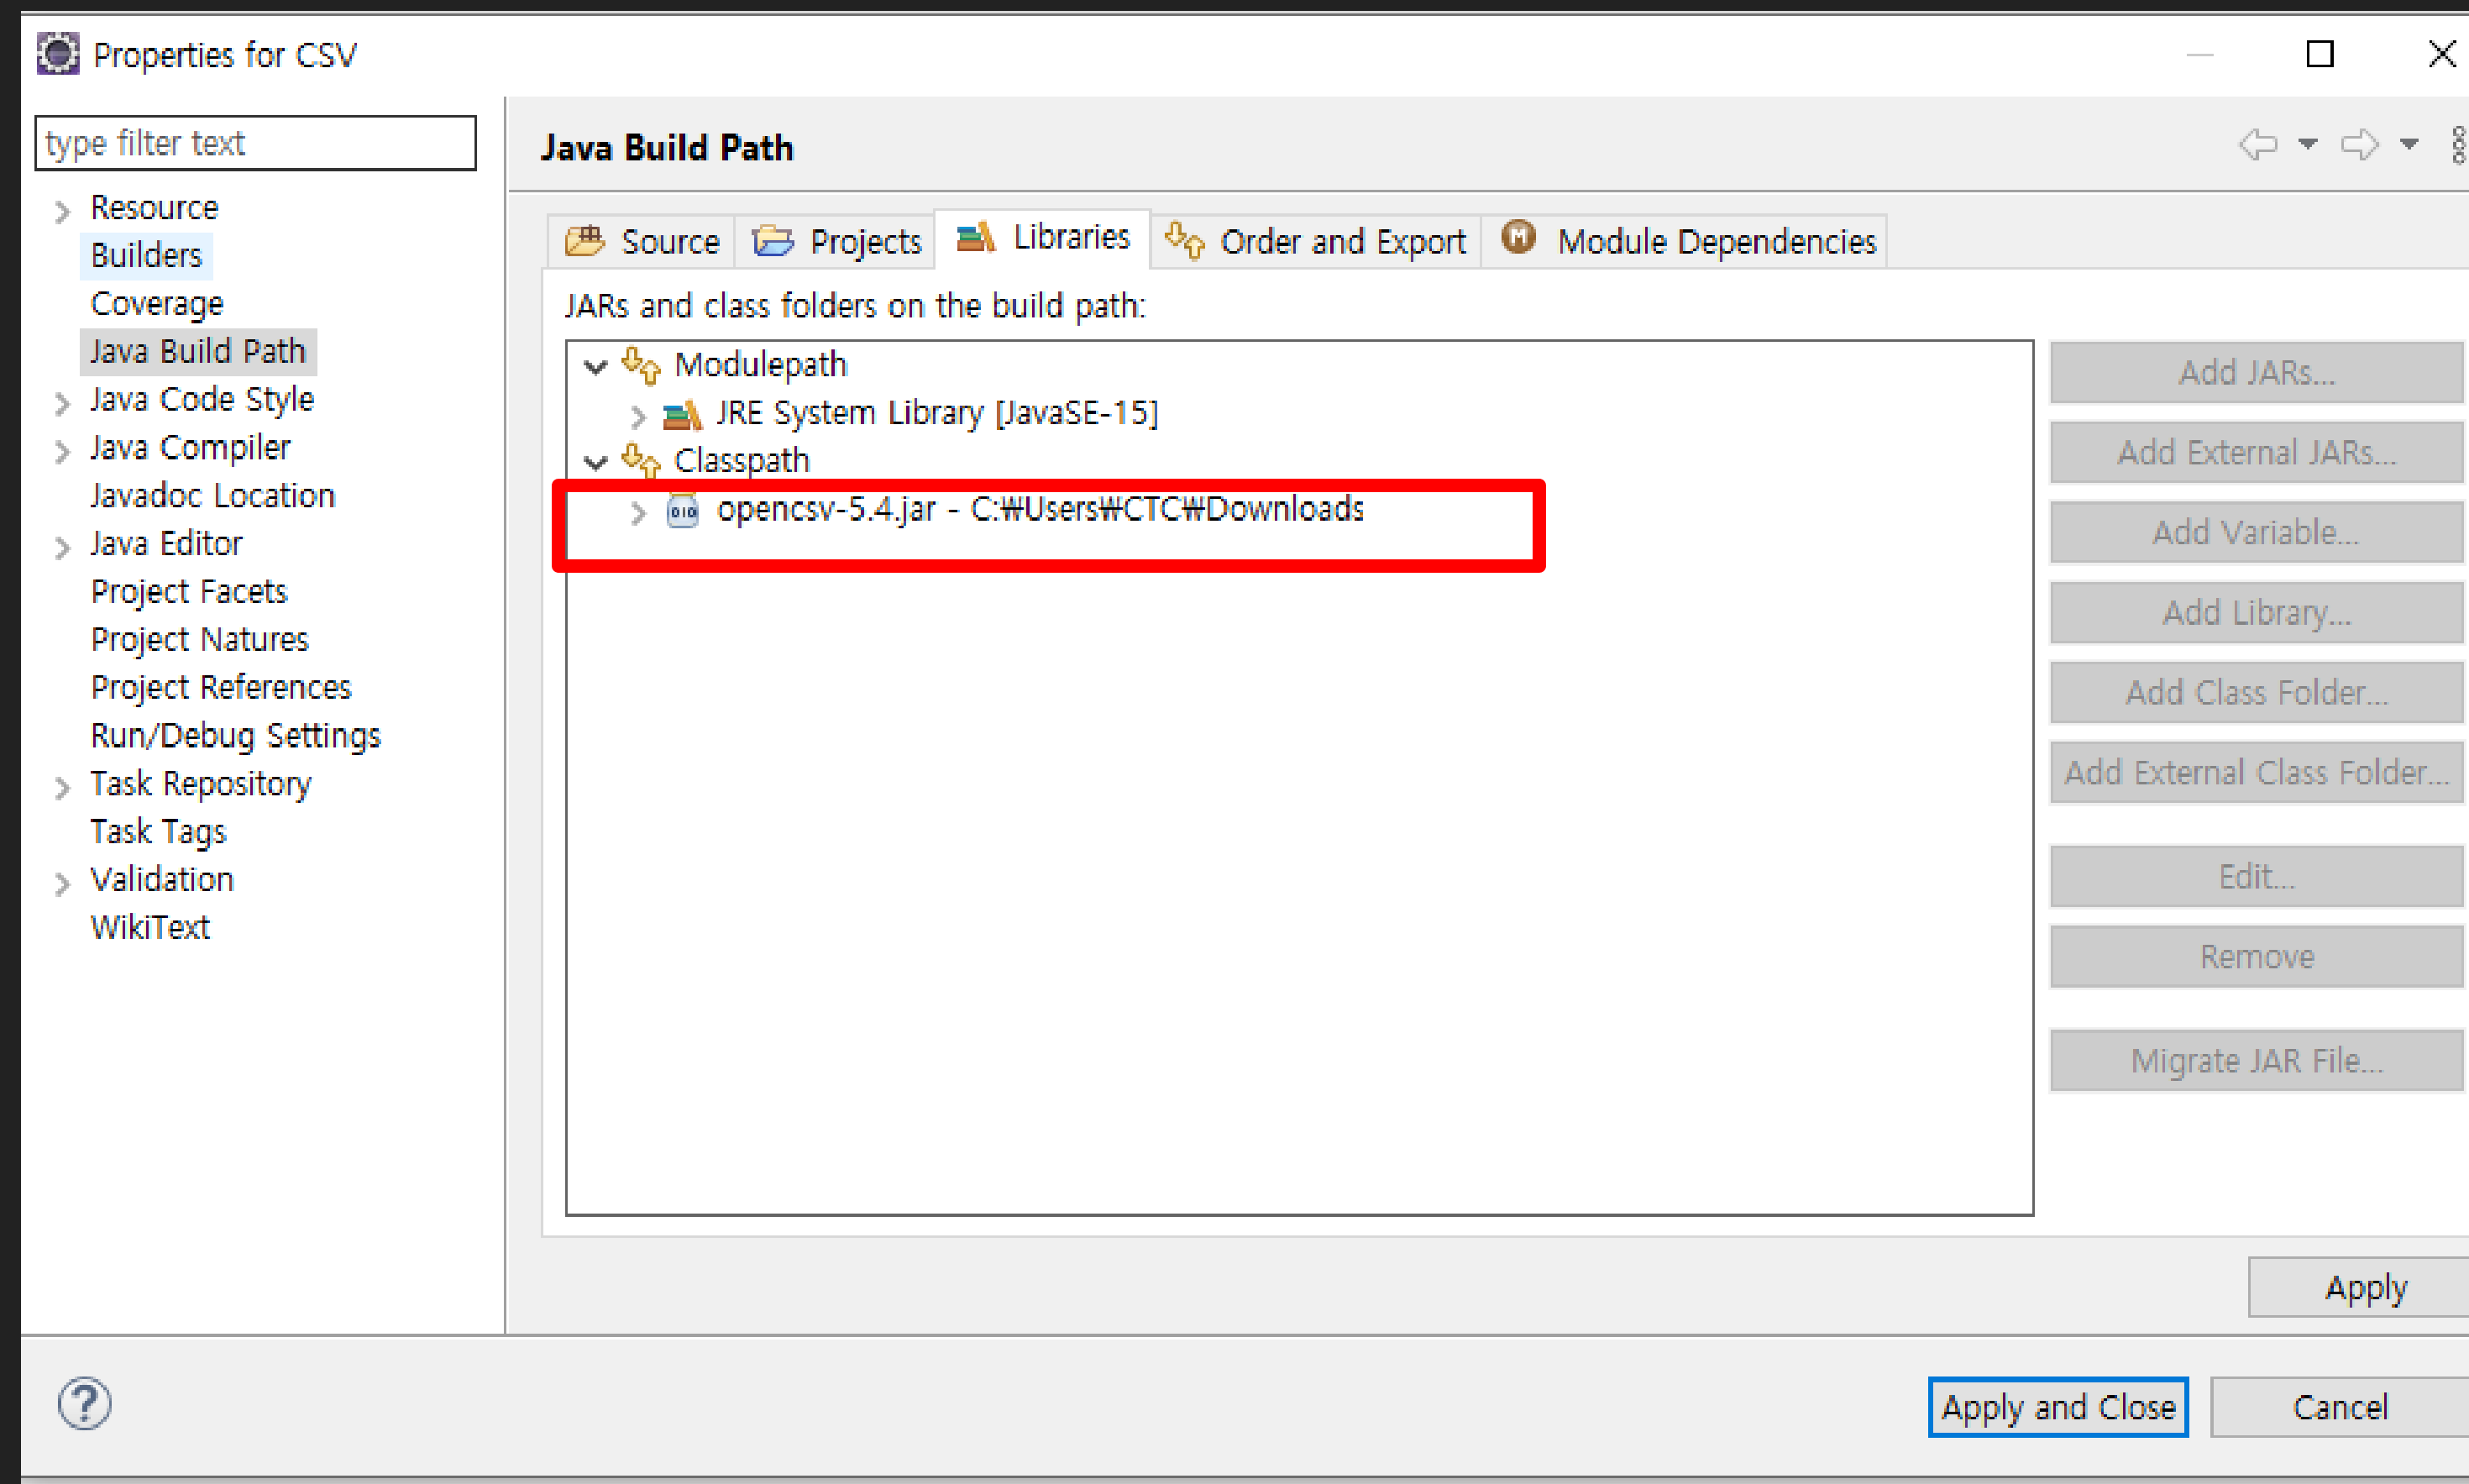 Properties for CSV
type filter text
Resource
Builders
Coverage
Java Build Path
Java Code Style
Java Compiler
Javadoc Location
Java Editor
Project Facets
Project Natures
Project References
Run/Debug Settings
Task Repository
Task Tags
Validation
WikiText
Java Build Path
Source Projects Libraries Order and Export Module Dependencies
JARs and class folders on the build path:
Modulepath
JRE System Library [JavaSE-15]
Classpath
opencsv-5.4.jar - C:₩Users₩CTC₩Downloads
Add JARs...
Add External JARs...
Add Variable...
Add Library...
Add Class Folder...
Add External Class Folder...
Edit...
Remove
Migrate JAR File...
Apply
Apply and Close Cancel